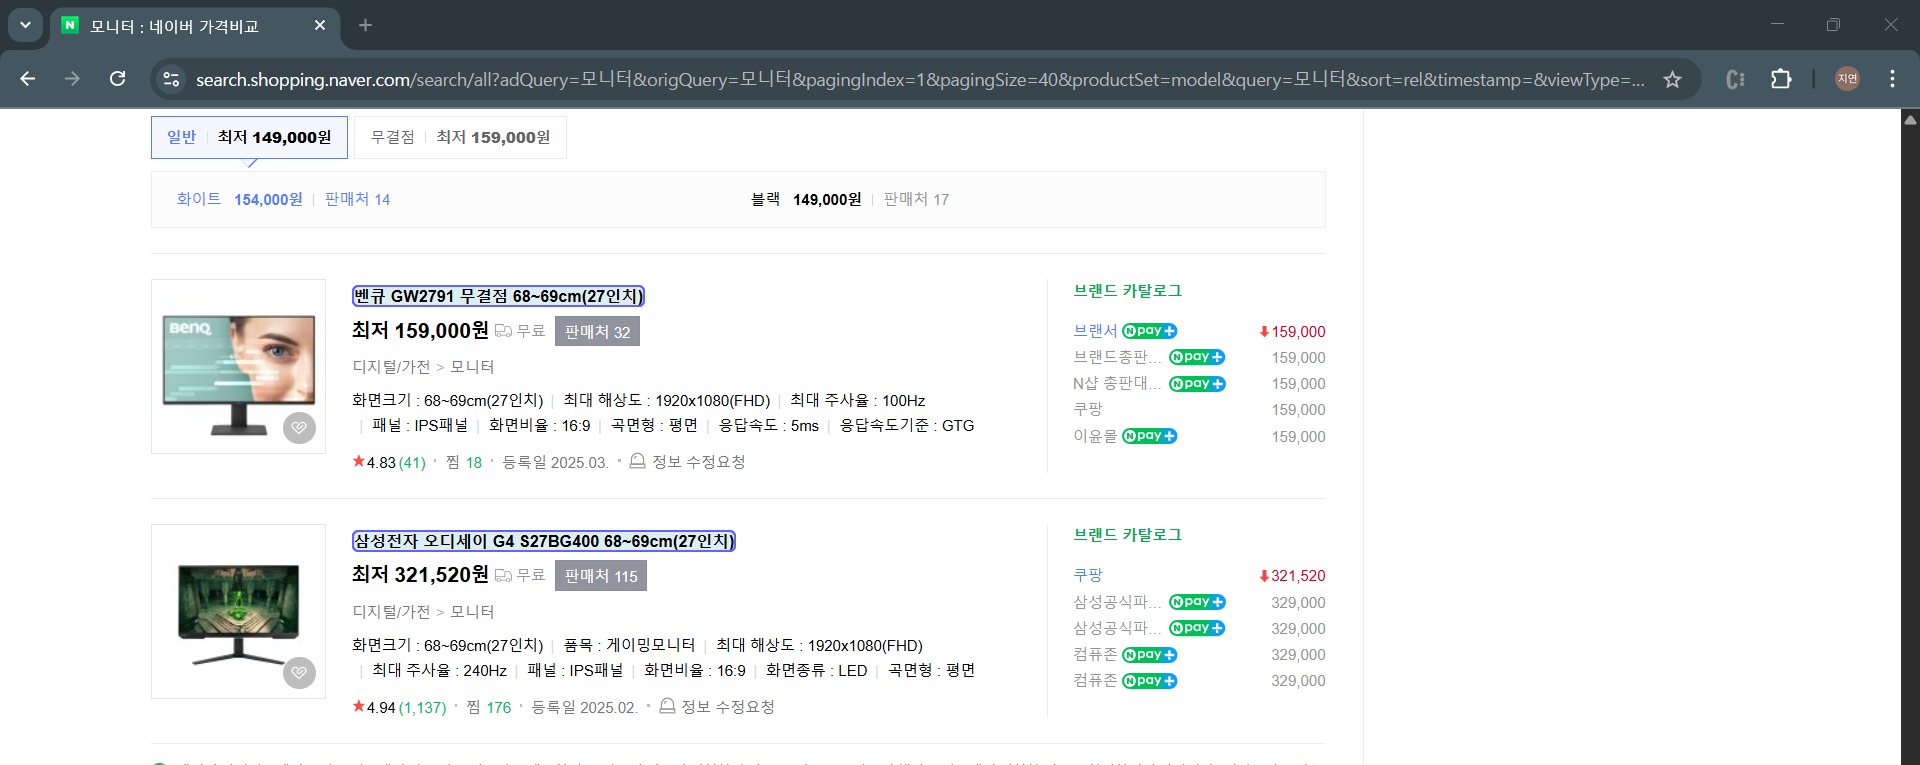 모니터 : 네이버 가격비교
search.shopping.naver.com/search/all?adQuery=모니터&origQuery=모니터&pagingIndex=1&pagingSize=40&productSet=model&query=모니터&sort=rel&timestamp=&viewType=...
지연
일반 최저 149,000원 무결점 최저 159,000원
화이트 154,000원 판매처 14 블랙 149,000원 판매처 17
벤큐 GW2791 무결점 68~69cm(27인치)
최저 159,000원 무료 판매처 32
디지털/가전 > 모니터
화면크기 : 68~69cm(27인치) | 최대 해상도 : 1920x1080(FHD) | 최대 주사율 : 100Hz
| 패널 : IPS패널 | 화면비율 : 16:9 | 곡면형 : 평면 | 응답속도 : 5ms | 응답속도기준 : GTG
★4.83 (41) · 찜 18 · 등록일 2025.03. · 정보 수정요청
BenQ
브랜드 카탈로그
브랜서 N pay+ 159,000
브랜드총판... N pay+ 159,000
N샵 총판대... N pay+ 159,000
쿠팡 159,000
이윤몰 N pay+ 159,000
삼성전자 오디세이 G4 S27BG400 68~69cm(27인치)
최저 321,520원 무료 판매처 115
디지털/가전 > 모니터
화면크기 : 68~69cm(27인치) | 품목 : 게이밍모니터 | 최대 해상도 : 1920x1080(FHD)
| 최대 주사율 : 240Hz | 패널 : IPS패널 | 화면비율 : 16:9 | 화면종류 : LED | 곡면형 : 평면
★4.94 (1,137) · 찜 176 · 등록일 2025.02. · 정보 수정요청
브랜드 카탈로그
쿠팡 321,520
삼성공식파... N pay+ 329,000
삼성공식파... N pay+ 329,000
컴퓨존 N pay+ 329,000
컴퓨존 N pay+ 329,000